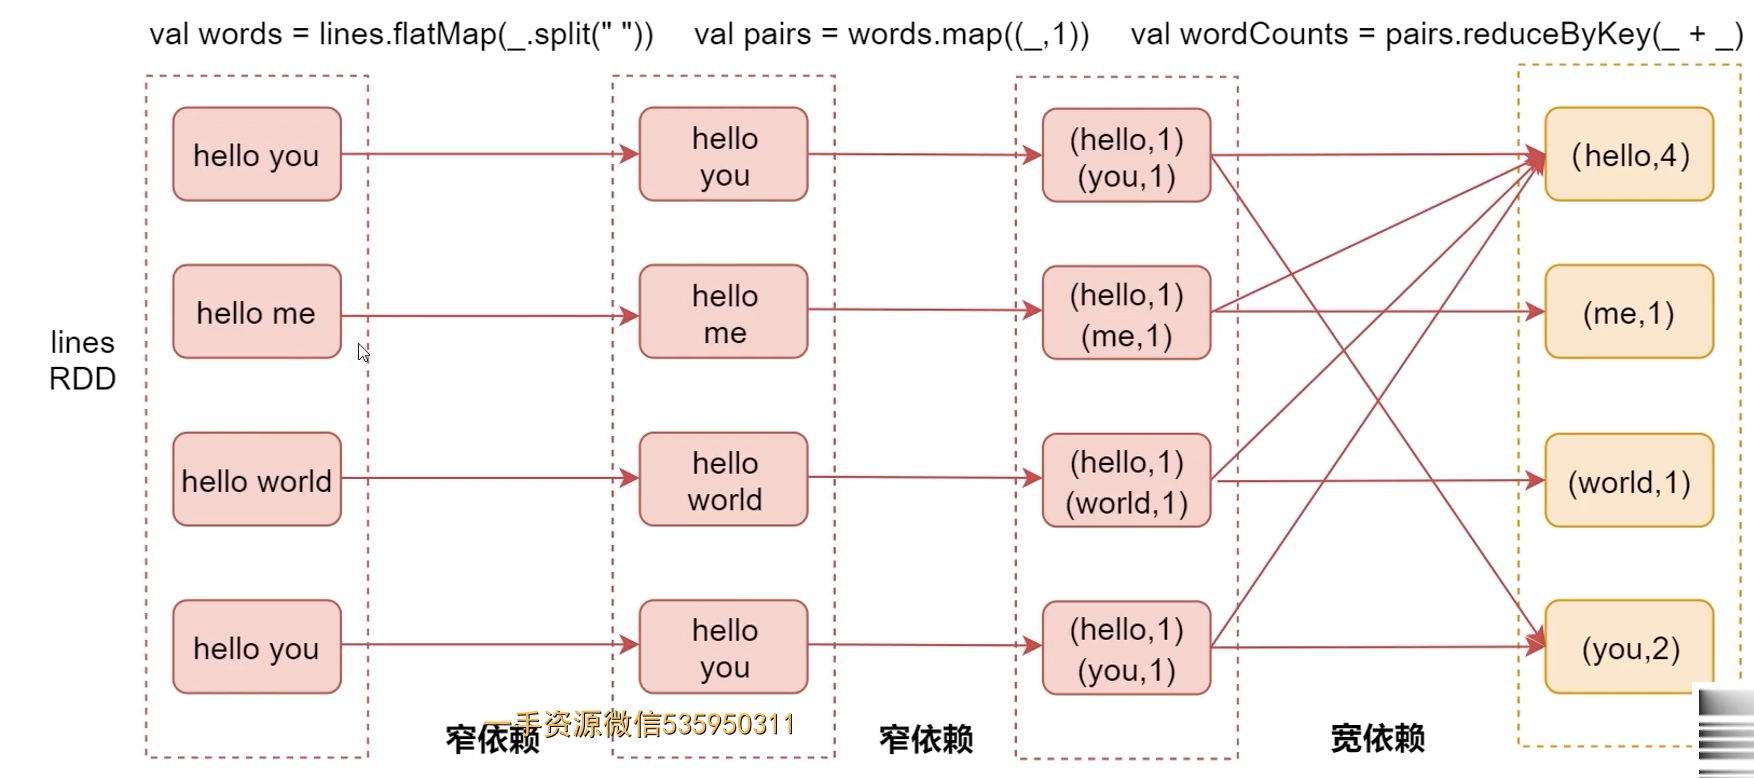 val words = lines.flatMap(_.split(" "))
val pairs = words.map((_,1))
val wordCounts = pairs.reduceByKey(_ + _)
lines
RDD
hello you
hello me
hello world
hello you
hello
you
hello
me
hello
world
hello
you
(hello,1)
(you,1)
(hello,1)
(me,1)
(hello,1)
(world,1)
(hello,1)
(you,1)
(hello,4)
(me,1)
(world,1)
(you,2)
窄依赖
一手资源微信535950311
窄依赖
宽依赖